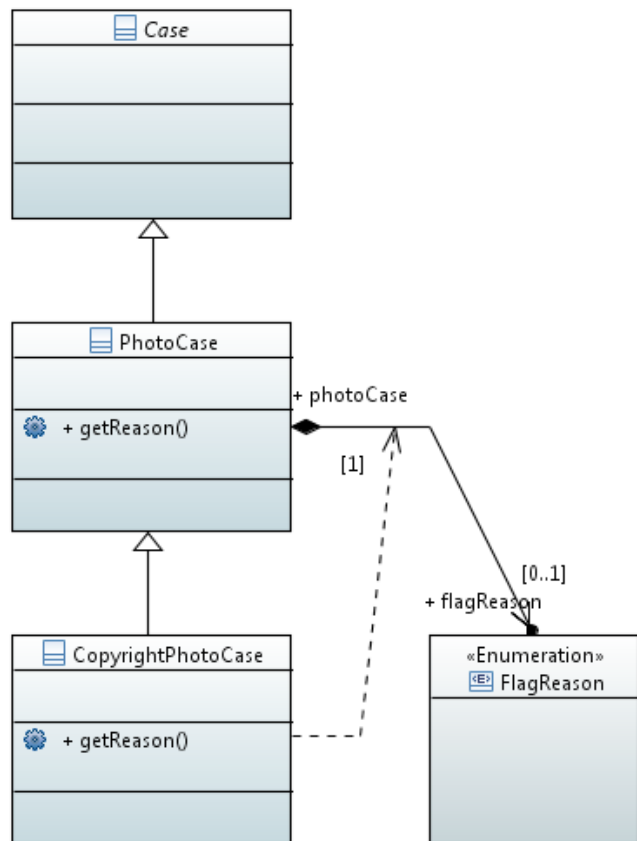 Case
PhotoCase
+ photoCase
+ getReason()
[1]
[0..1]
+ flagReason
CopyrightPhotoCase
«Enumeration»
<E> FlagReason
+ getReason()